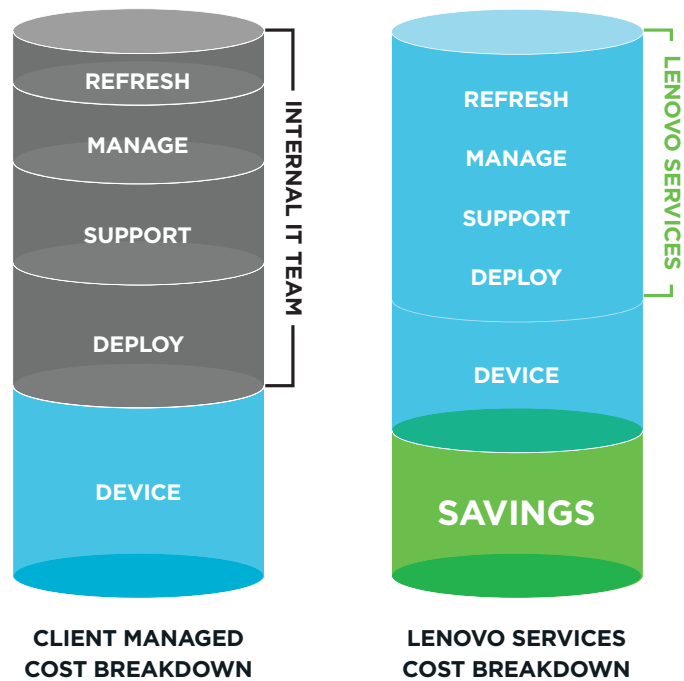 REFRESH
MANAGE
SUPPORT
DEPLOY
DEVICE
INTERNAL IT TEAM
CLIENT MANAGED
COST BREAKDOWN
REFRESH
MANAGE
SUPPORT
DEPLOY
DEVICE
SAVINGS
LENOVO SERVICES
LENOVO SERVICES
COST BREAKDOWN